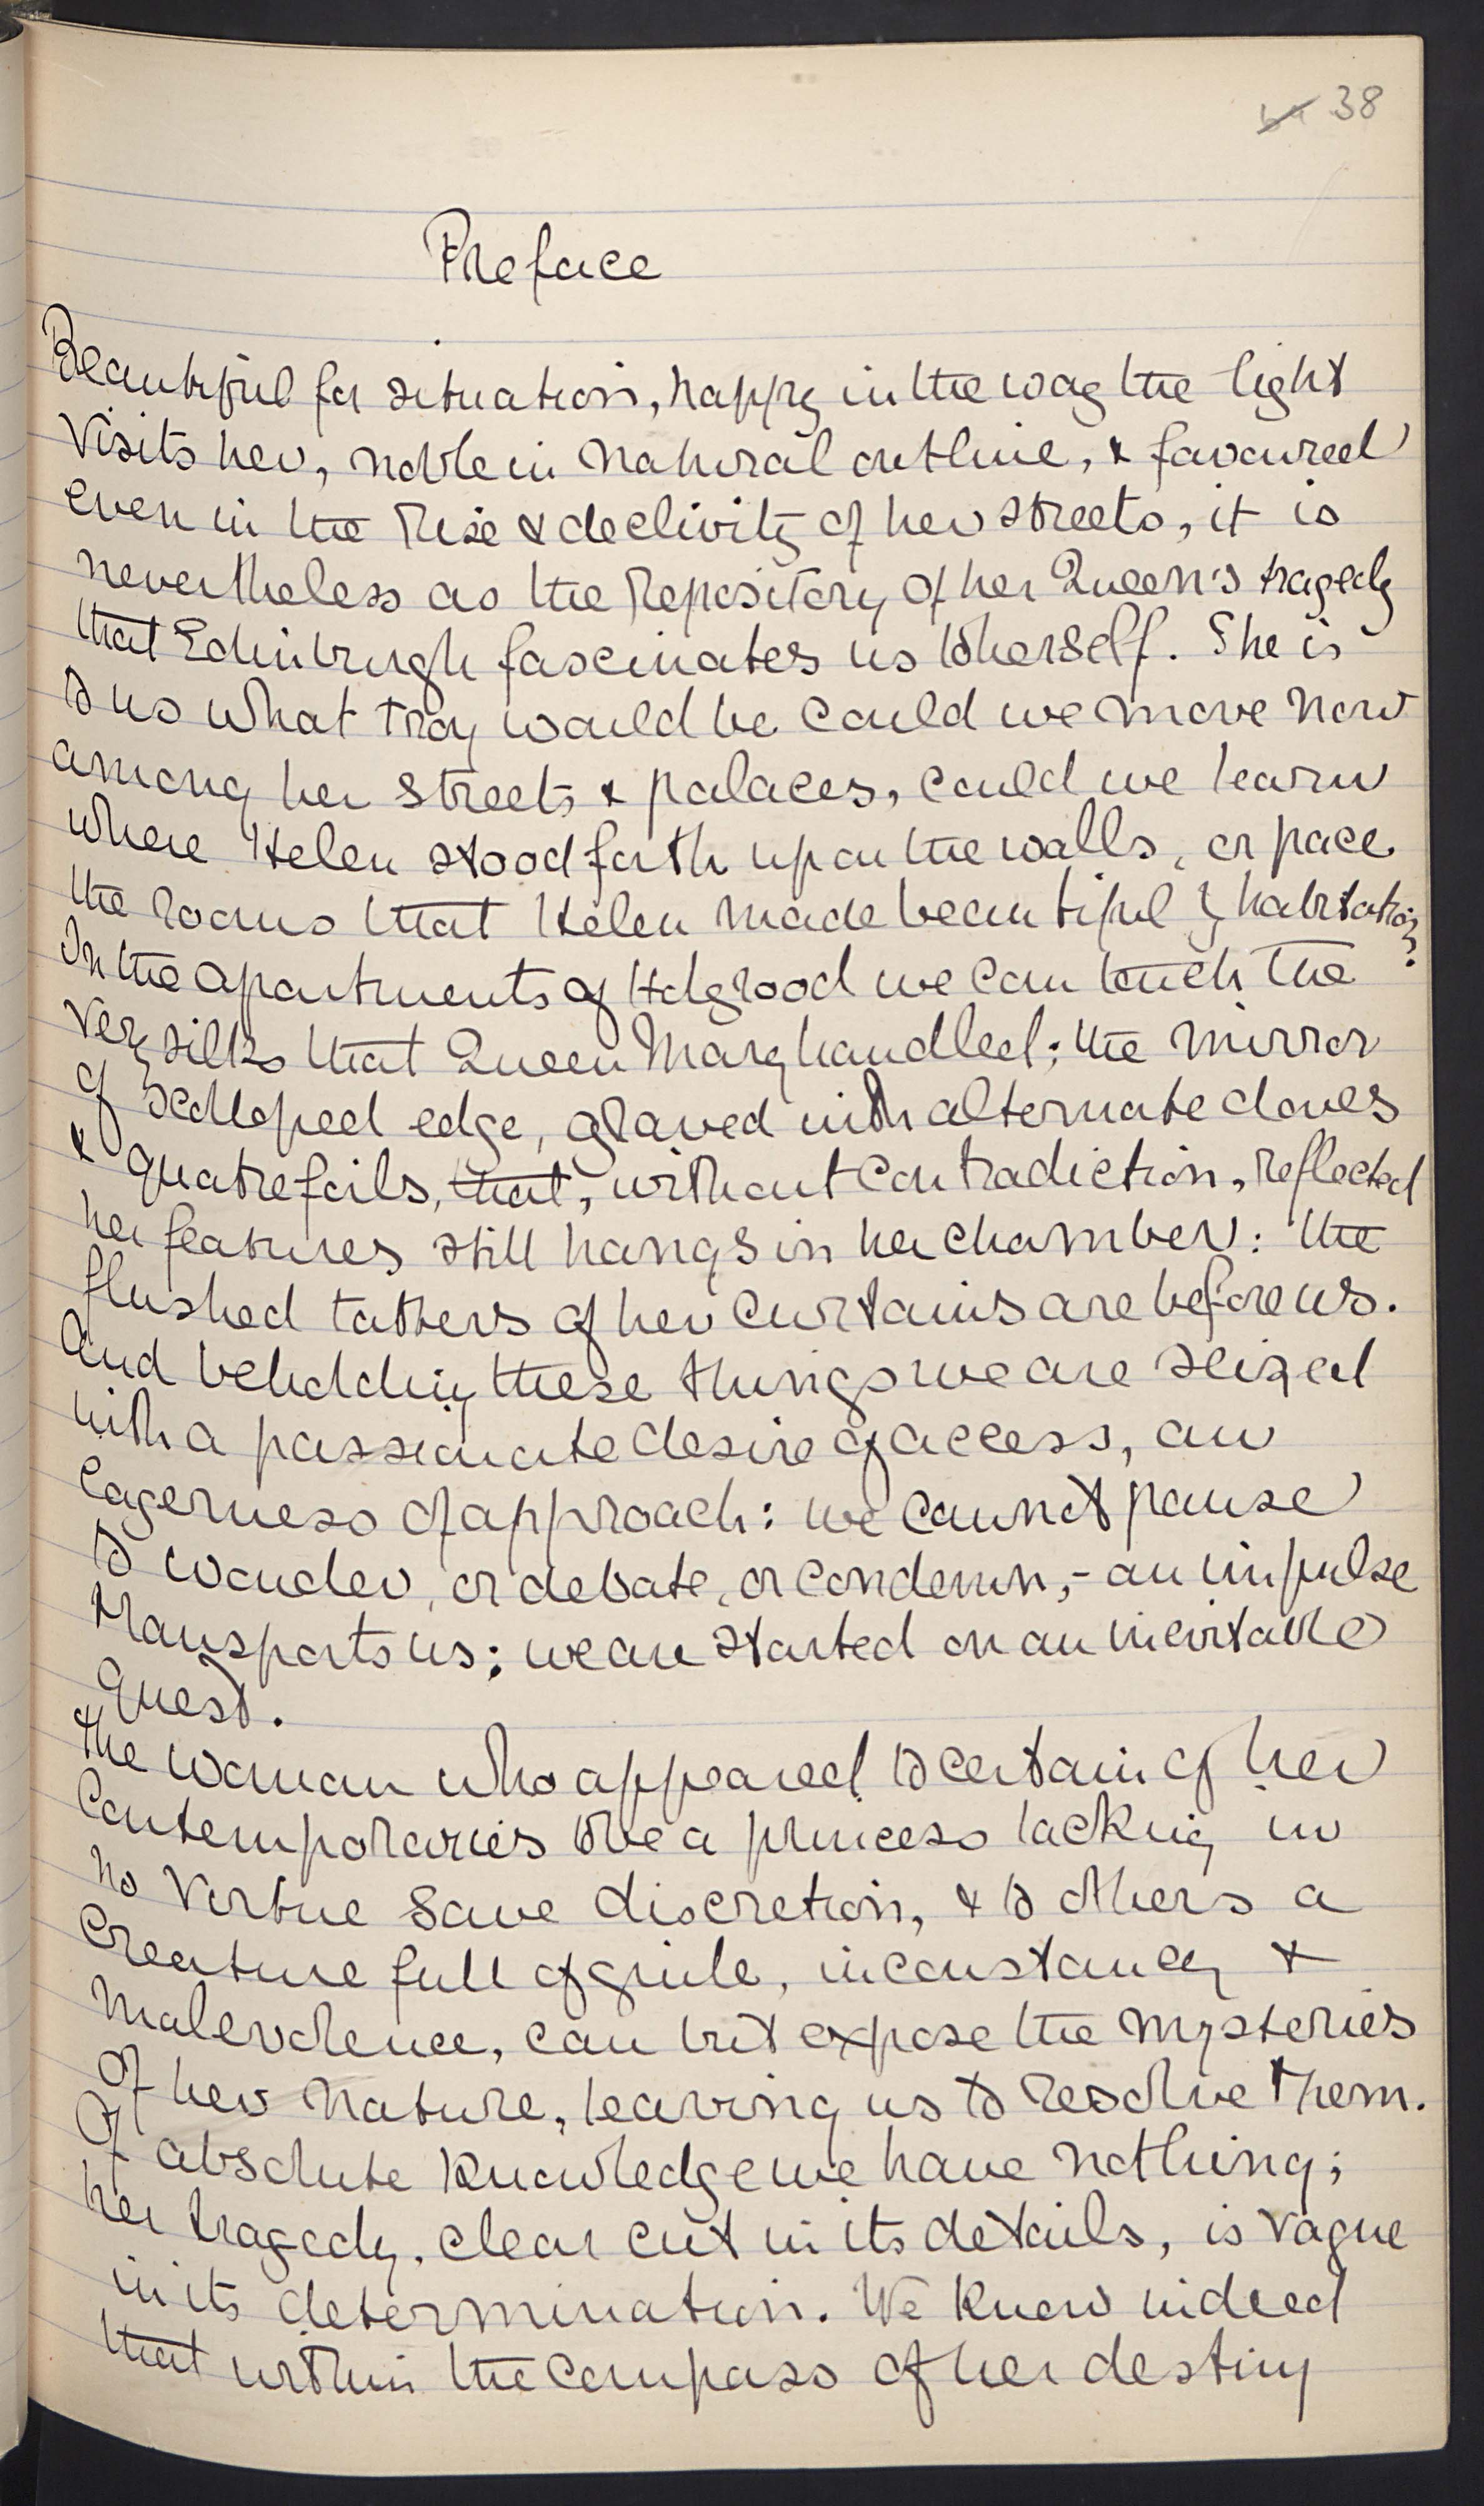 38
Preface
Beautiful for situation, happy in the way the light
visits her, noble in natural outline, & favoured
even in the rise & declivity of her streets, it is
nevertheless as the repository of her Queen's tragedy
that Edinburgh fascinates us to herself. She is
to us what Troy would be could we move now
among her streets & palaces, could we learn
where Helen stood forth upon the walls, or pace
the rooms that Helen made beautiful by habitation?
In the apartments of Holyrood we can touch the
very silks that Queen Mary handled; the mirror
of scalloped edge, graved with alternate doves
& quatrefoils, that, without contradiction, reflected
her features still hangs in her chamber: the
flushed tatters of her curtains are before us.
And beholding these things we are seized
with a passionate desire of access, an
eagerness of approach: we cannot pause
to wonder, or debate, or condemn, - an impulse
transports us: we are started on an inevitable
quest.
The woman who appeared to certain of her
contemporaries to be a princess lacking in
no virtue save discretion, & to others a
creature full of guile, inconstancy &
malevolence, can but expose the mysteries
of her nature, leaving us to resolve them.
Of absolute knowledge we have nothing;
her tragedy, clear cut in its details, is vague
in its determination. We know indeed
that within the compass of her destiny